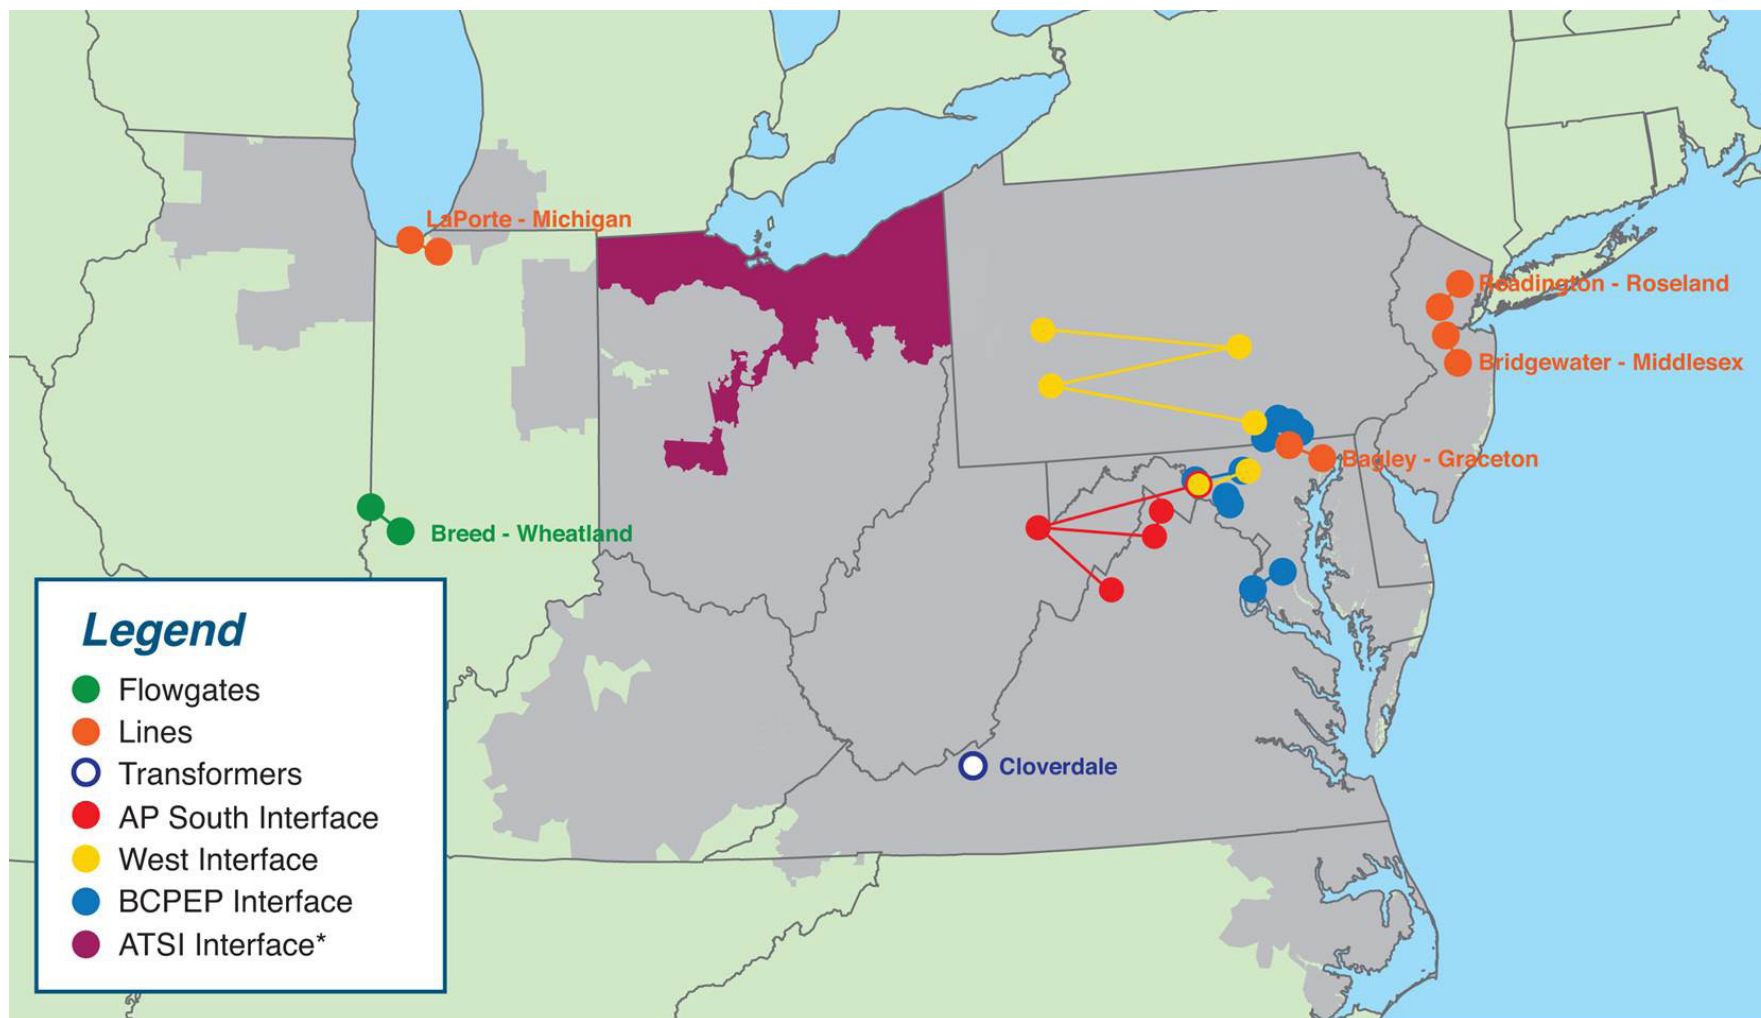 LaPorte - Michigan
Readington - Roseland
Bridgewater - Middlesex
Bagley - Graceton
Breed - Wheatland
Cloverdale
Legend
Flowgates
Lines
Transformers
AP South Interface
West Interface
BCPEP Interface
ATSI Interface*